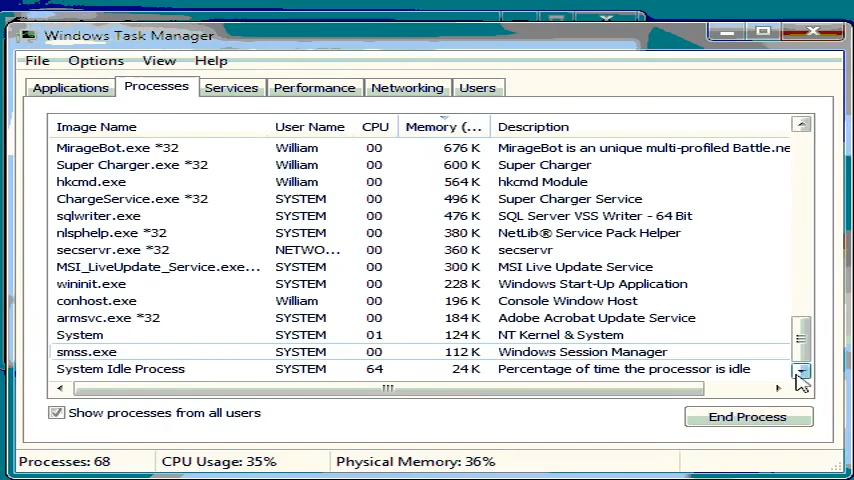 Windows Task Manager
File Options View Help
Applications Processes Services Performance Networking Users
Image Name User Name CPU Memory (... Description
MirageBot.exe *32 William 00 676 K MirageBot is an unique multi-profiled Battle.ne
Super Charger.exe *32 William 00 600 K Super Charger
hkcmd.exe William 00 564 K hkcmd Module
ChargeService.exe *32 SYSTEM 00 496 K Super Charger Service
sqlwriter.exe SYSTEM 00 476 K SQL Server VSS Writer - 64 Bit
nlsphelp.exe *32 SYSTEM 00 380 K NetLib® Service Pack Helper
secservr.exe *32 NETWO... 00 360 K secservr
MSI_LiveUpdate_Service.exe... SYSTEM 00 300 K MSI Live Update Service
wininit.exe SYSTEM 00 228 K Windows Start-Up Application
conhost.exe William 00 196 K Console Window Host
armsvc.exe *32 SYSTEM 00 184 K Adobe Acrobat Update Service
System SYSTEM 01 124 K NT Kernel & System
smss.exe SYSTEM 00 112 K Windows Session Manager
System Idle Process SYSTEM 64 24 K Percentage of time the processor is idle
Show processes from all users
End Process
Processes: 68 CPU Usage: 35% Physical Memory: 36%